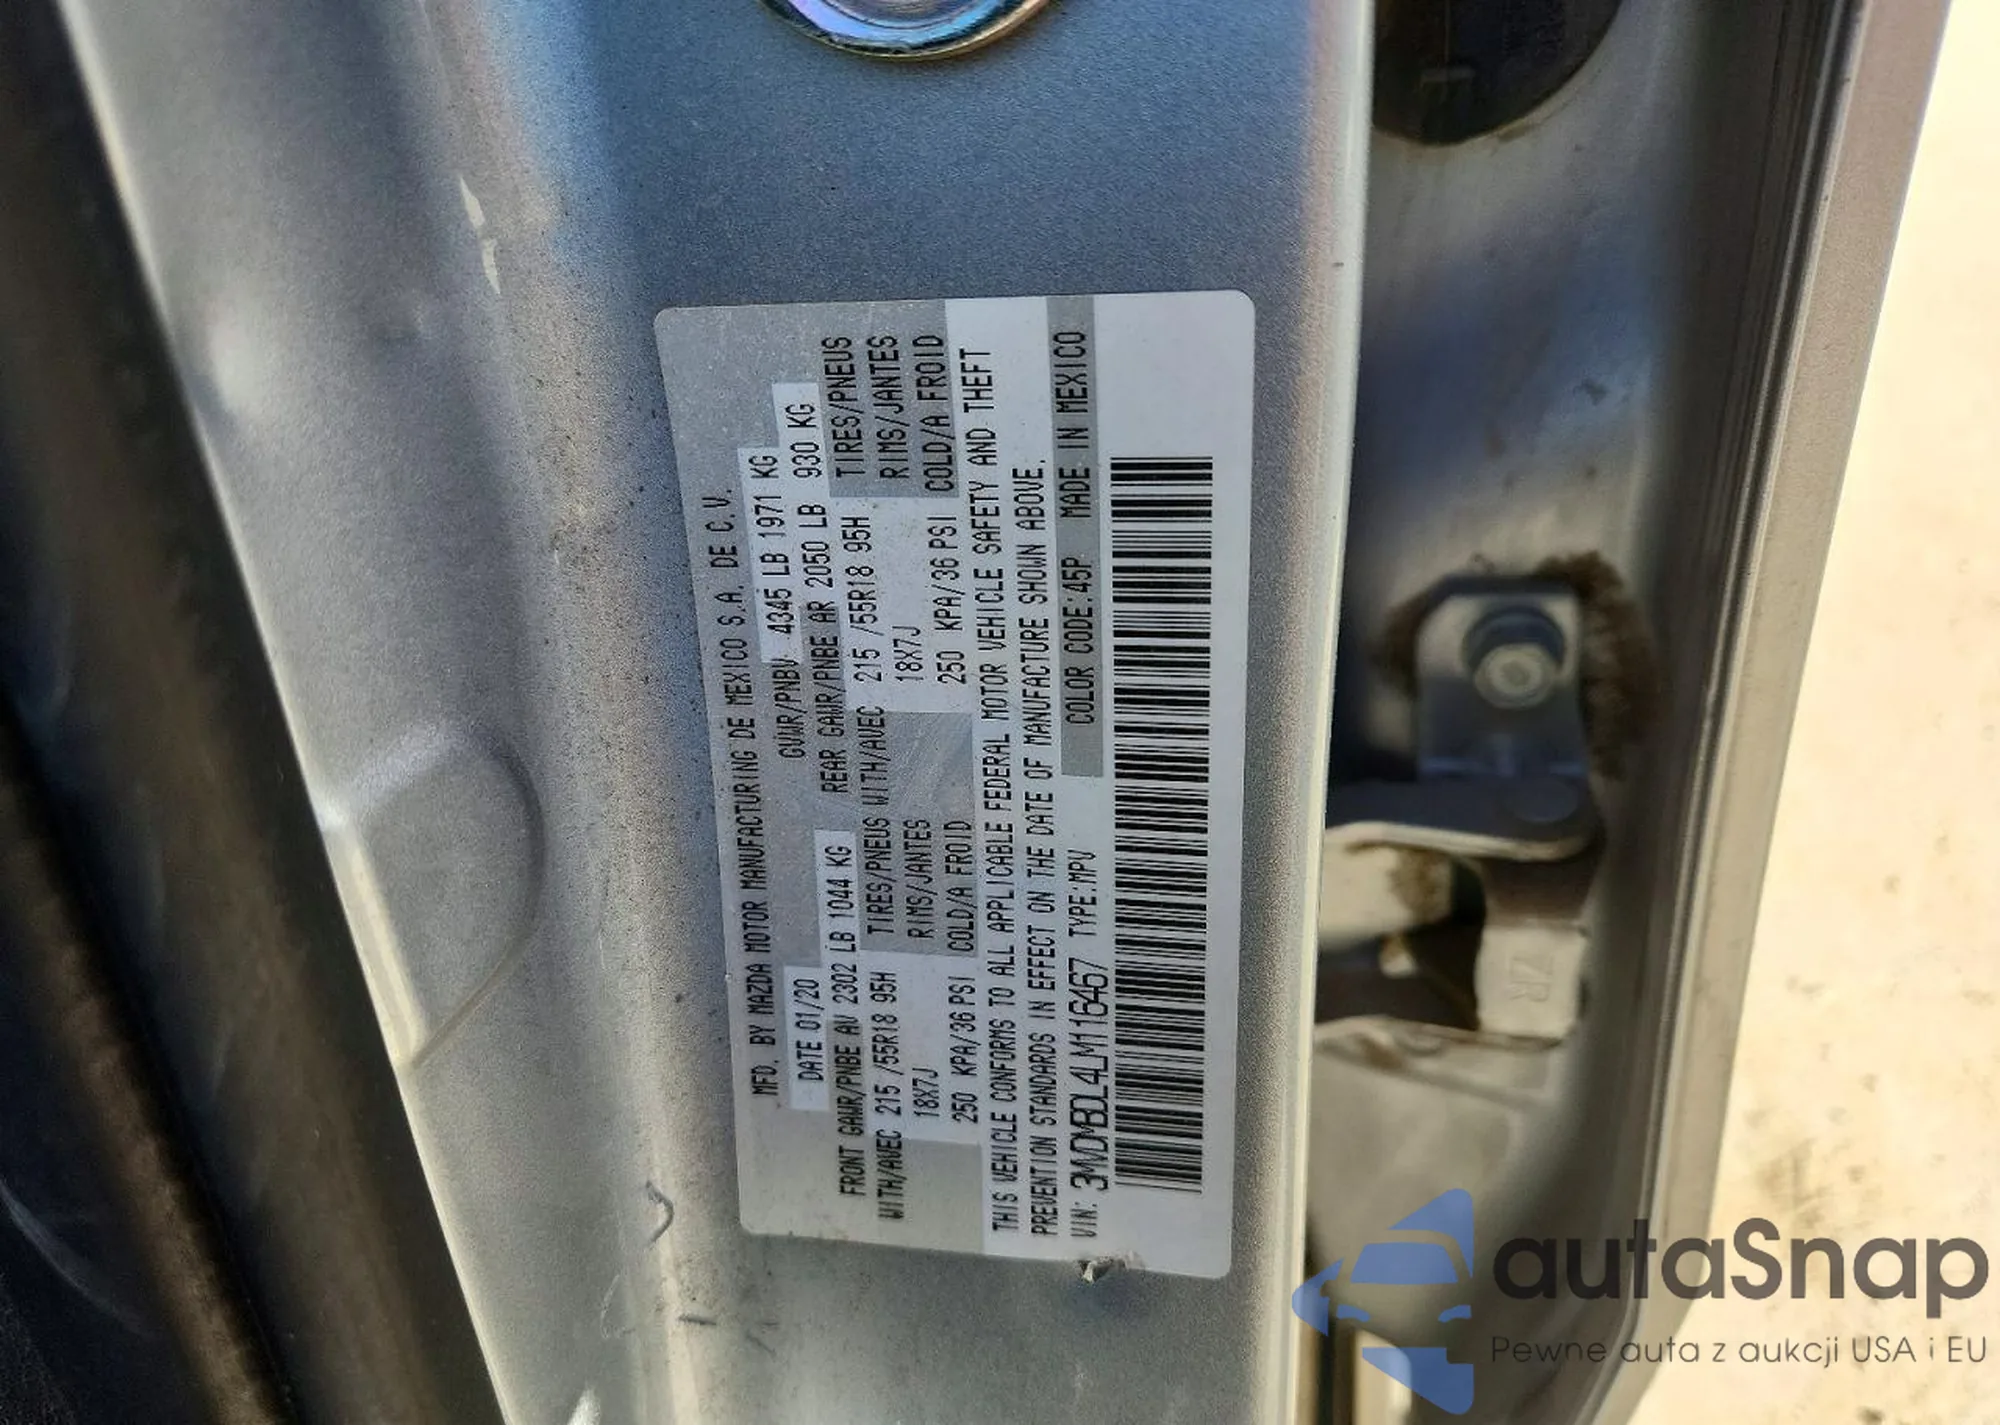 MFD. BY MAZDA MOTOR MANUFACTURING DE MEXICO S.A. DE C.V.
DATE 01/20 GVWR/PNBV 4345 LB 1971 KG
FRONT GAWR/PNBE AV 2302 LB 1044 KG REAR GAWR/PNBE AR 2050 LB 930 KG
WITH/AVEC 215 /55R18 95H TIRES/PNEUS WITH/AVEC 215 /55R18 95H TIRES/PNEUS
18X7J RIMS/JANTES 18X7J RIMS/JANTES
250 KPA/36 PSI COLD/A FROID 250 KPA/36 PSI COLD/A FROID
THIS VEHICLE CONFORMS TO ALL APPLICABLE FEDERAL MOTOR VEHICLE SAFETY AND THEFT
PREVENTION STANDARDS IN EFFECT ON THE DATE OF MANUFACTURE SHOWN ABOVE.
VIN: 3MVDMBDL4LM116467 TYPE:MPV COLOR CODE:45P MADE IN MEXICO
7R
autaSnap
Pewne auta z aukcji USA i EU